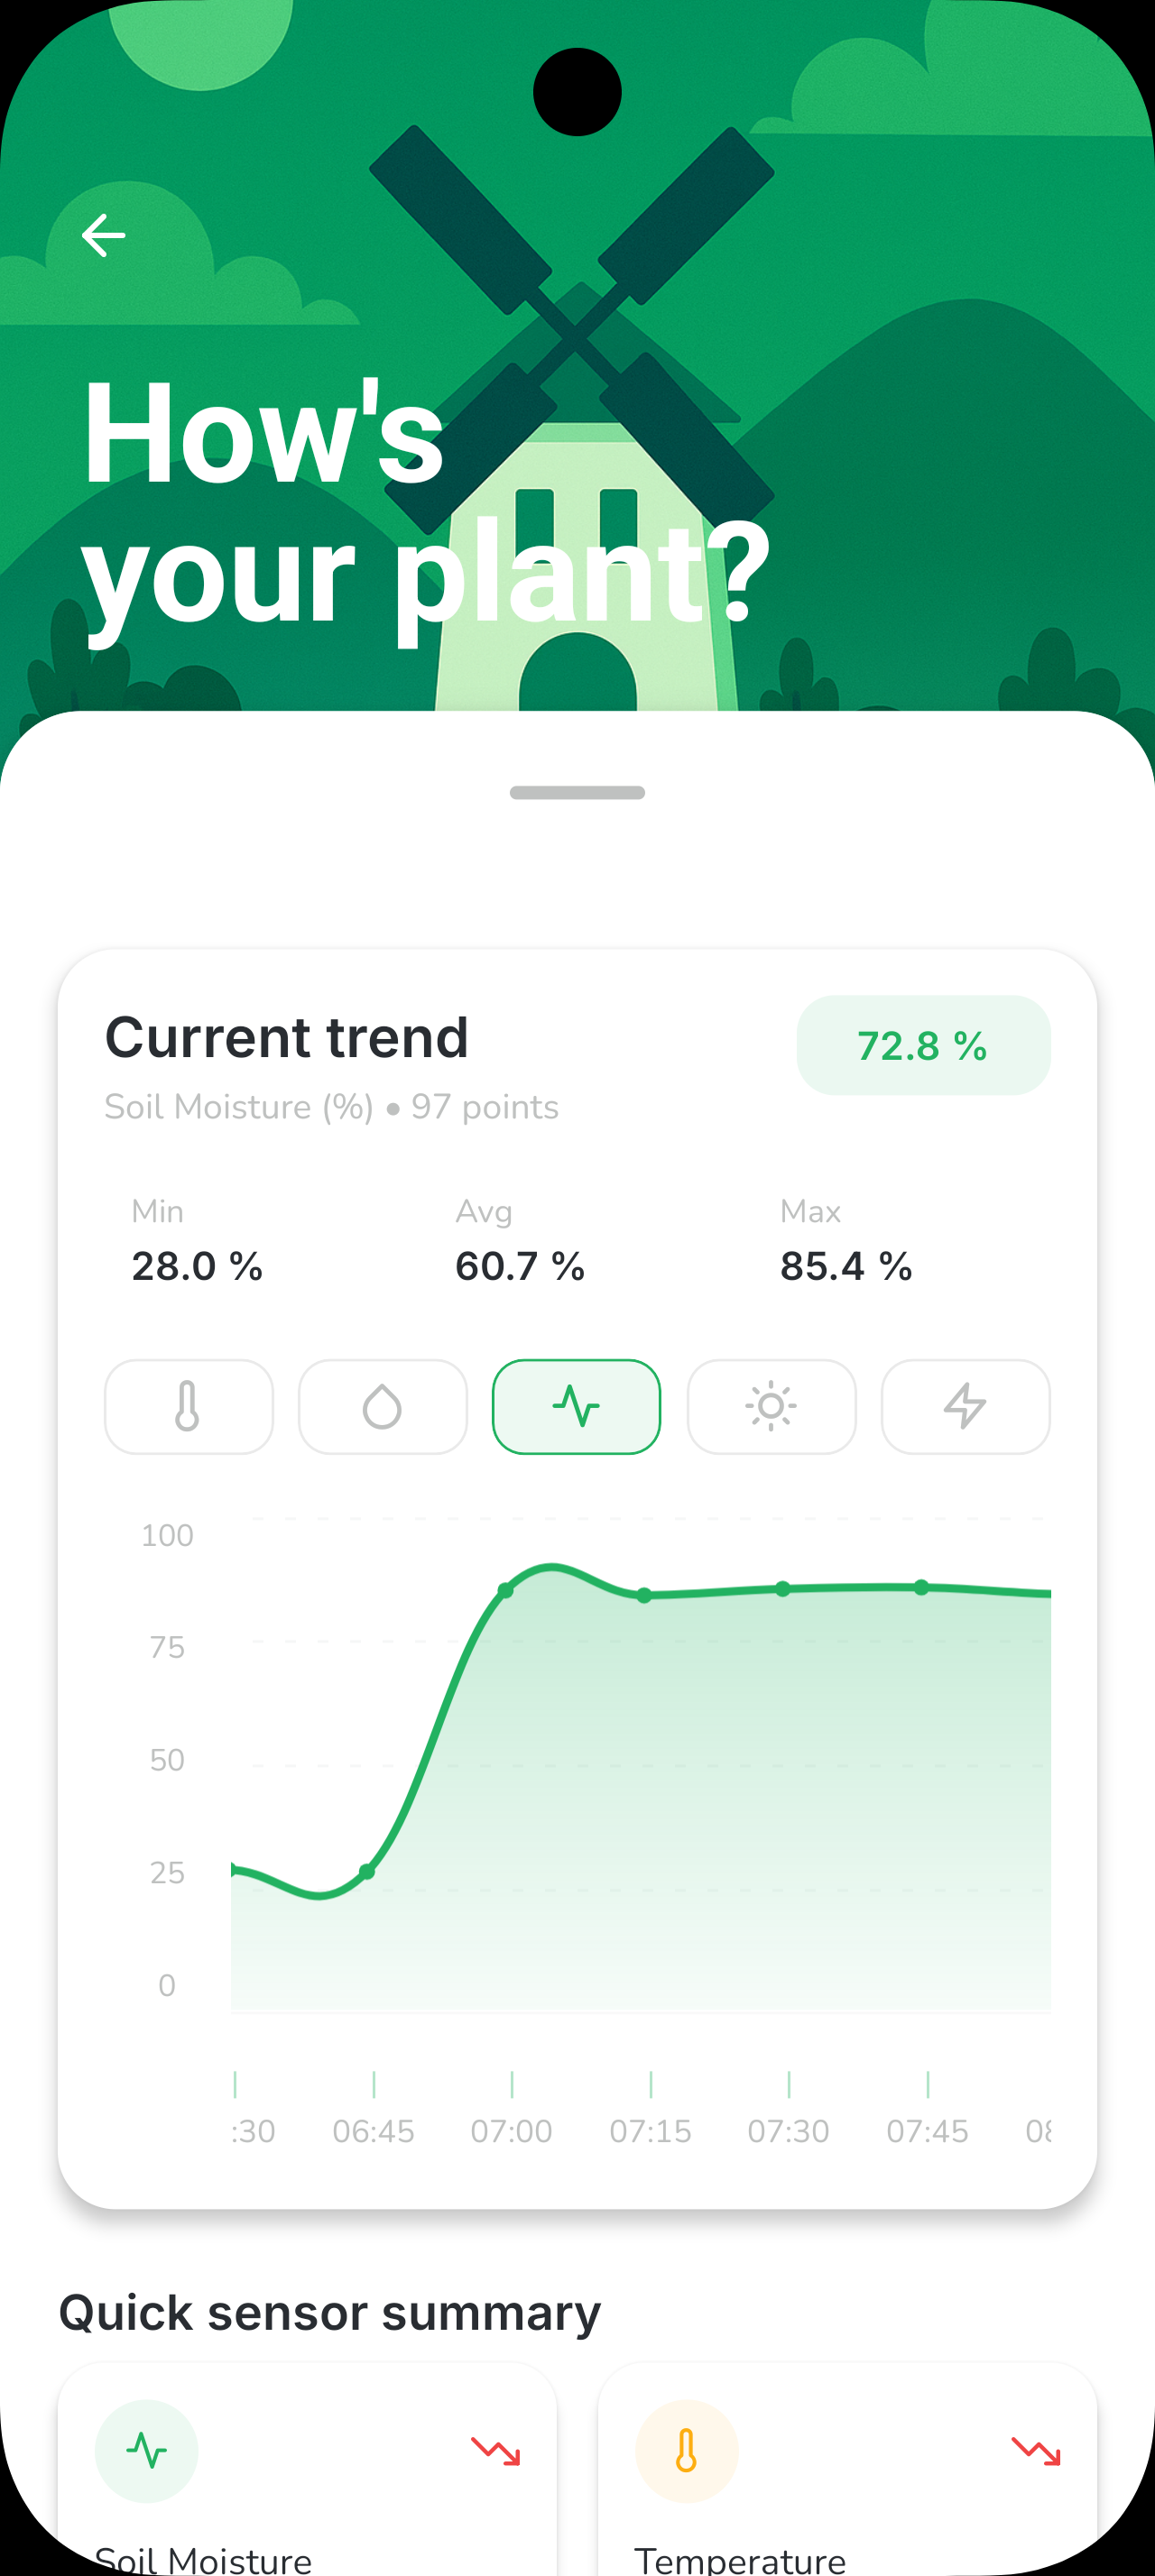 How's
your plant?
Current trend
72.8 %
Soil Moisture (%) • 97 points
Min Avg Max
28.0 % 60.7 % 85.4 %
100
75
50
25
0
:30 06:45 07:00 07:15 07:30 07:45
Quick sensor summary
Soil Moisture Temperature